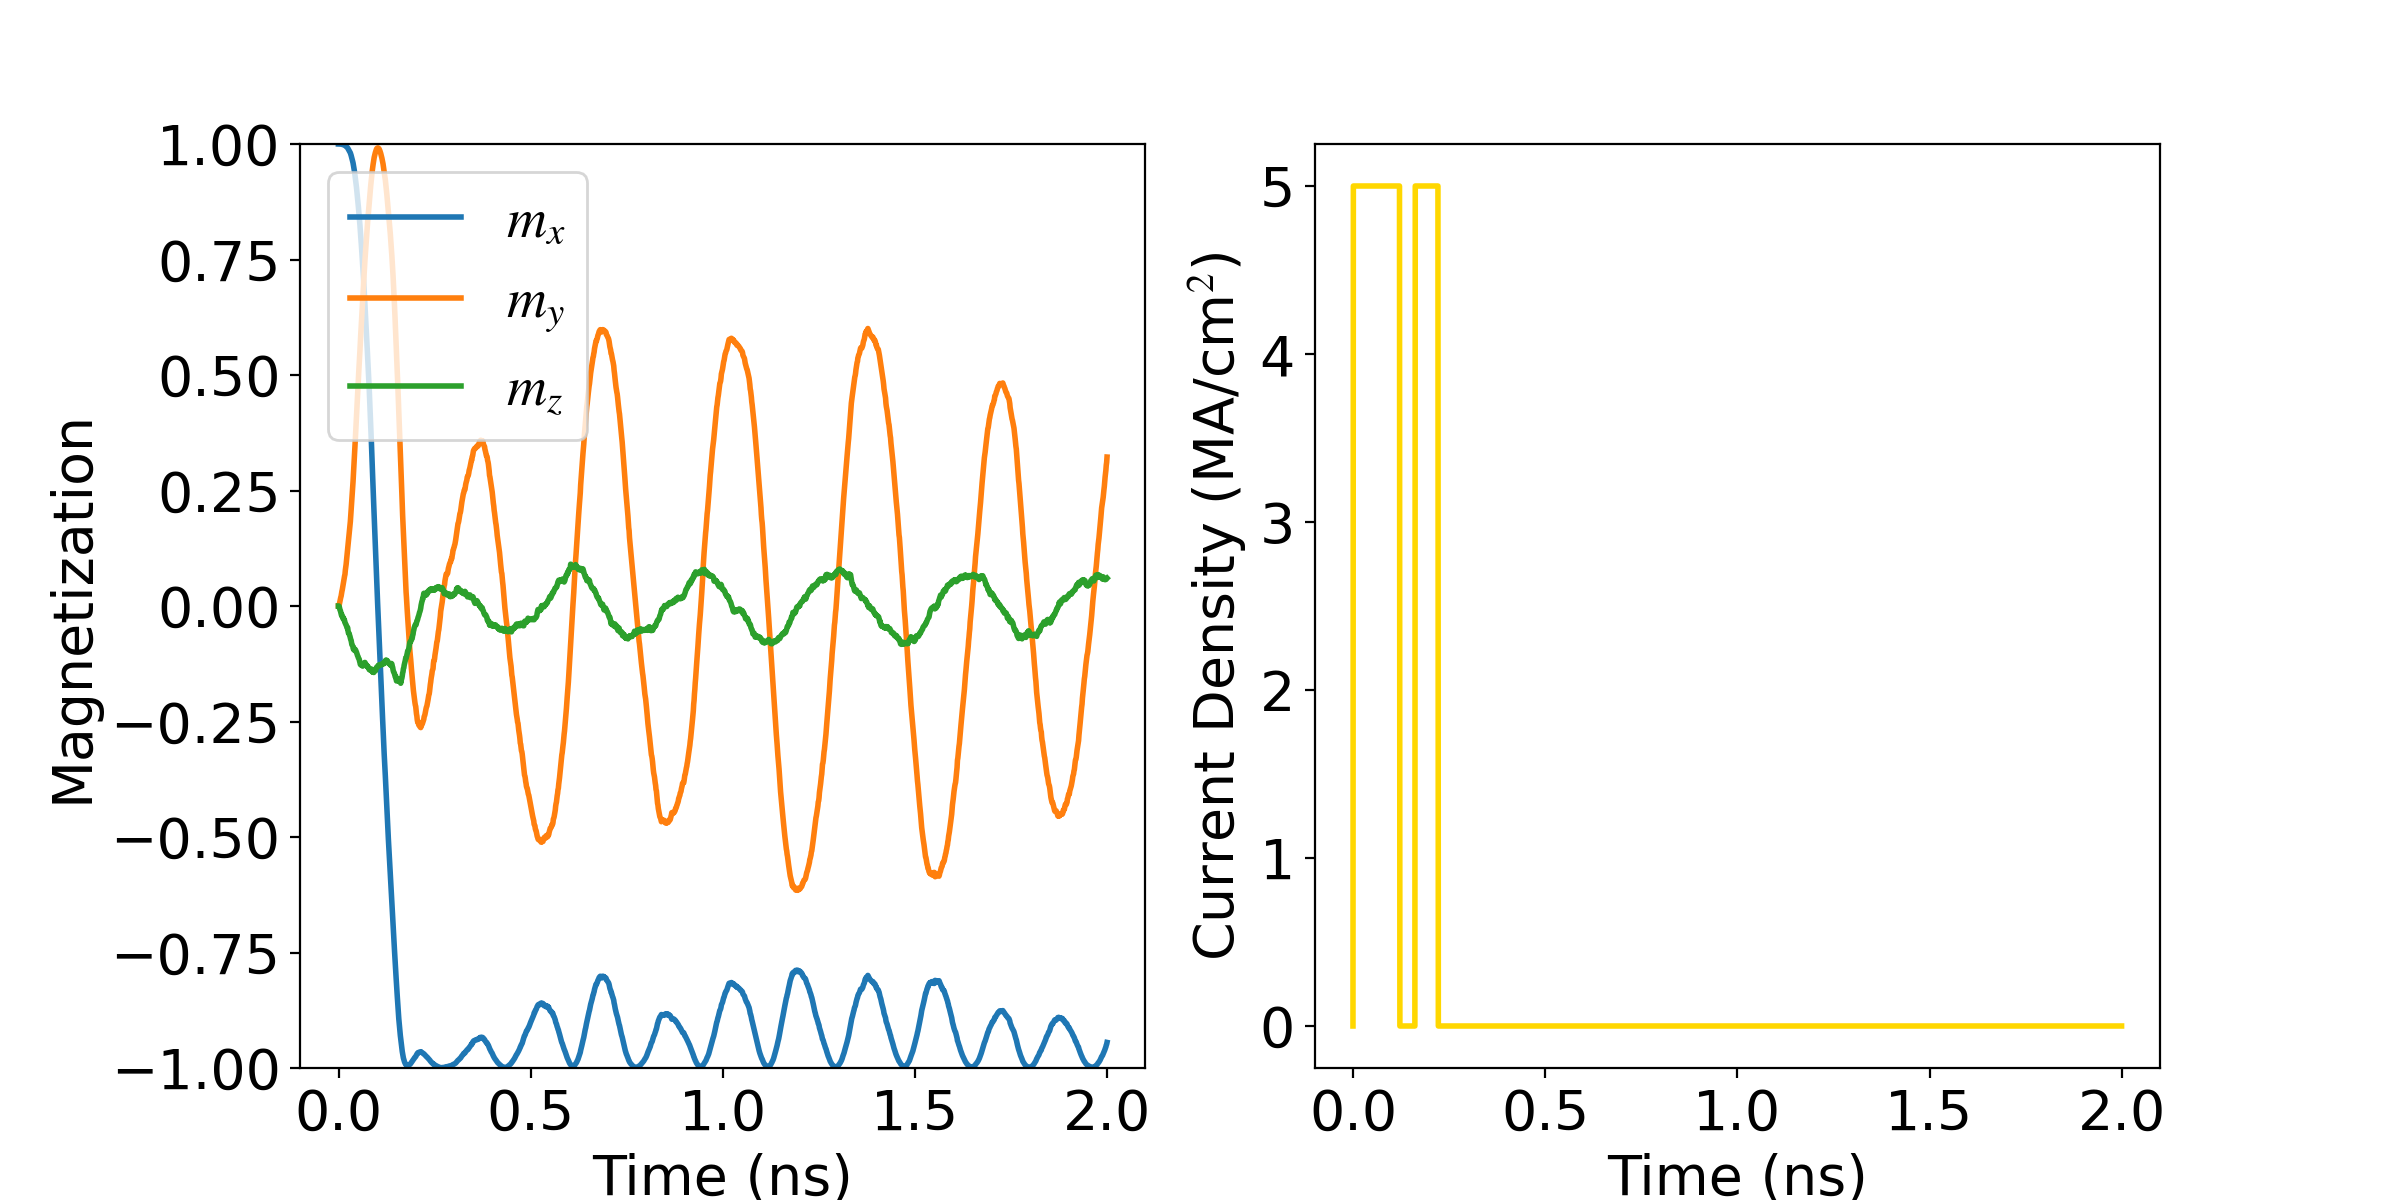 Magnetization
1.00
0.75
0.50
0.25
0.00
−0.25
−0.50
−0.75
−1.00
m_x
m_y
m_z
0.0 0.5 1.0 1.5 2.0
Time (ns)
Current Density (MA/cm²)
5
4
3
2
1
0
0.0 0.5 1.0 1.5 2.0
Time (ns)